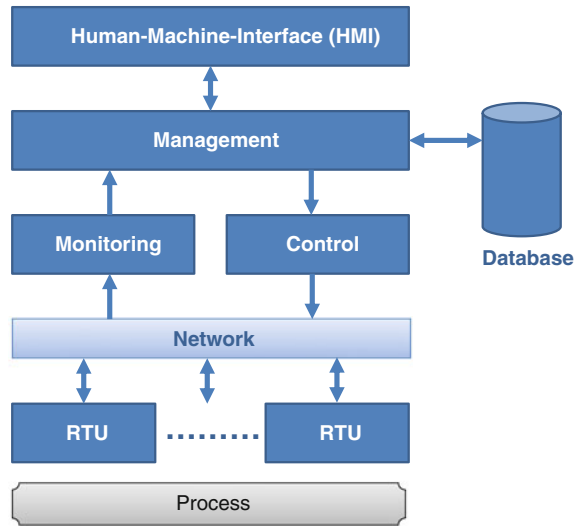 Human-Machine-Interface (HMI)
Management
Monitoring
Control
Database
Network
RTU
RTU
Process